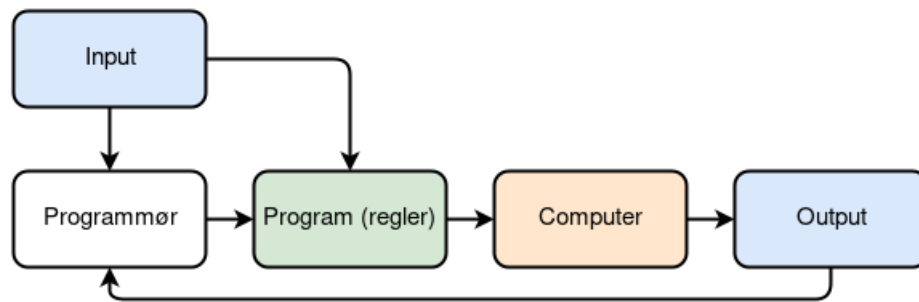 Input
Programmør
Program (regler)
Computer
Output